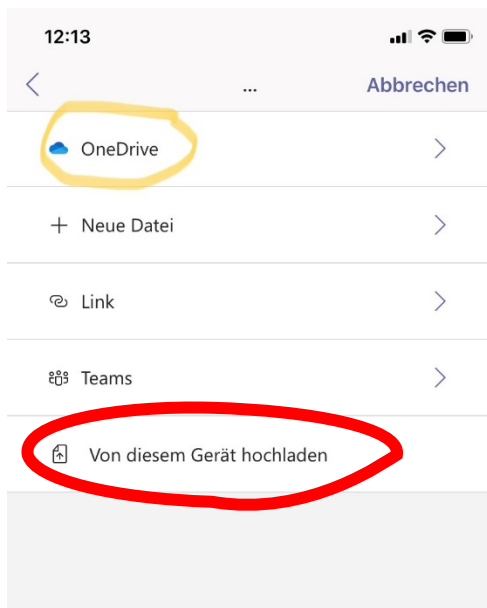 12:13
... Abbrechen
OneDrive
Neue Datei
Link
Teams
Von diesem Gerät hochladen